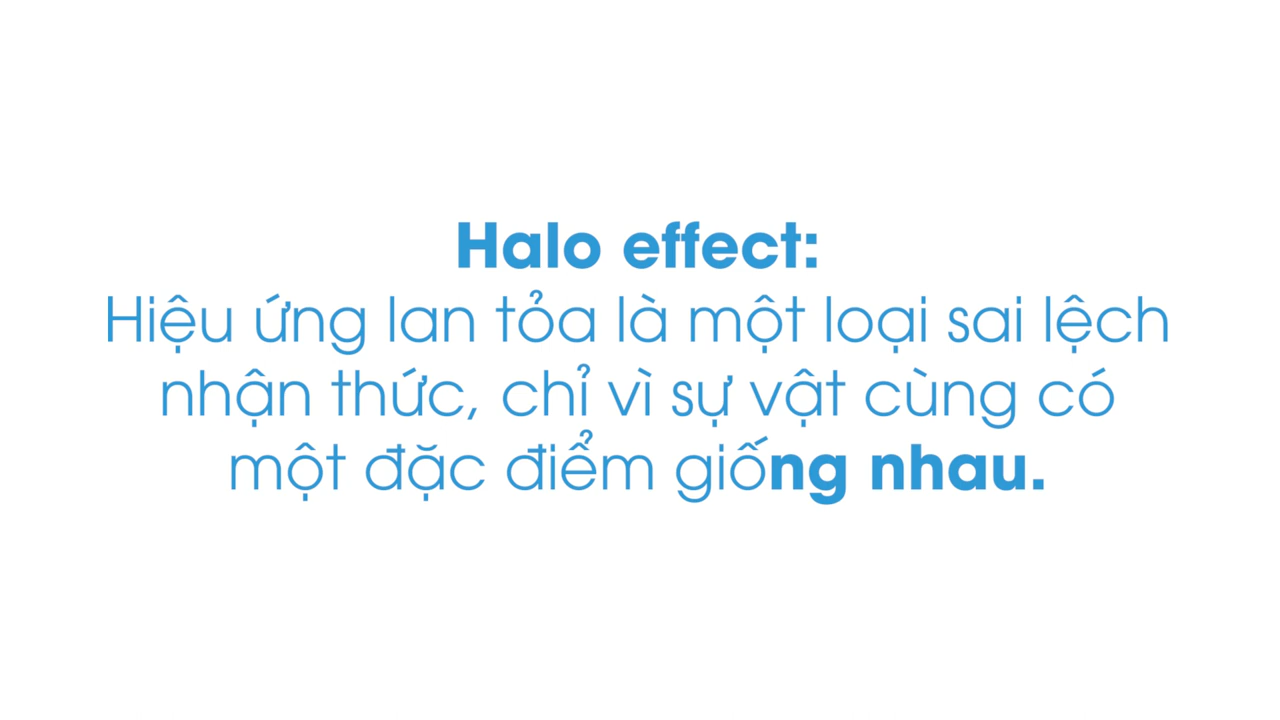 Halo effect:
Hiệu ứng lan tỏa là một loại sai lệch
nhận thức, chỉ vì sự vật cùng có
một đặc điểm giống nhau.